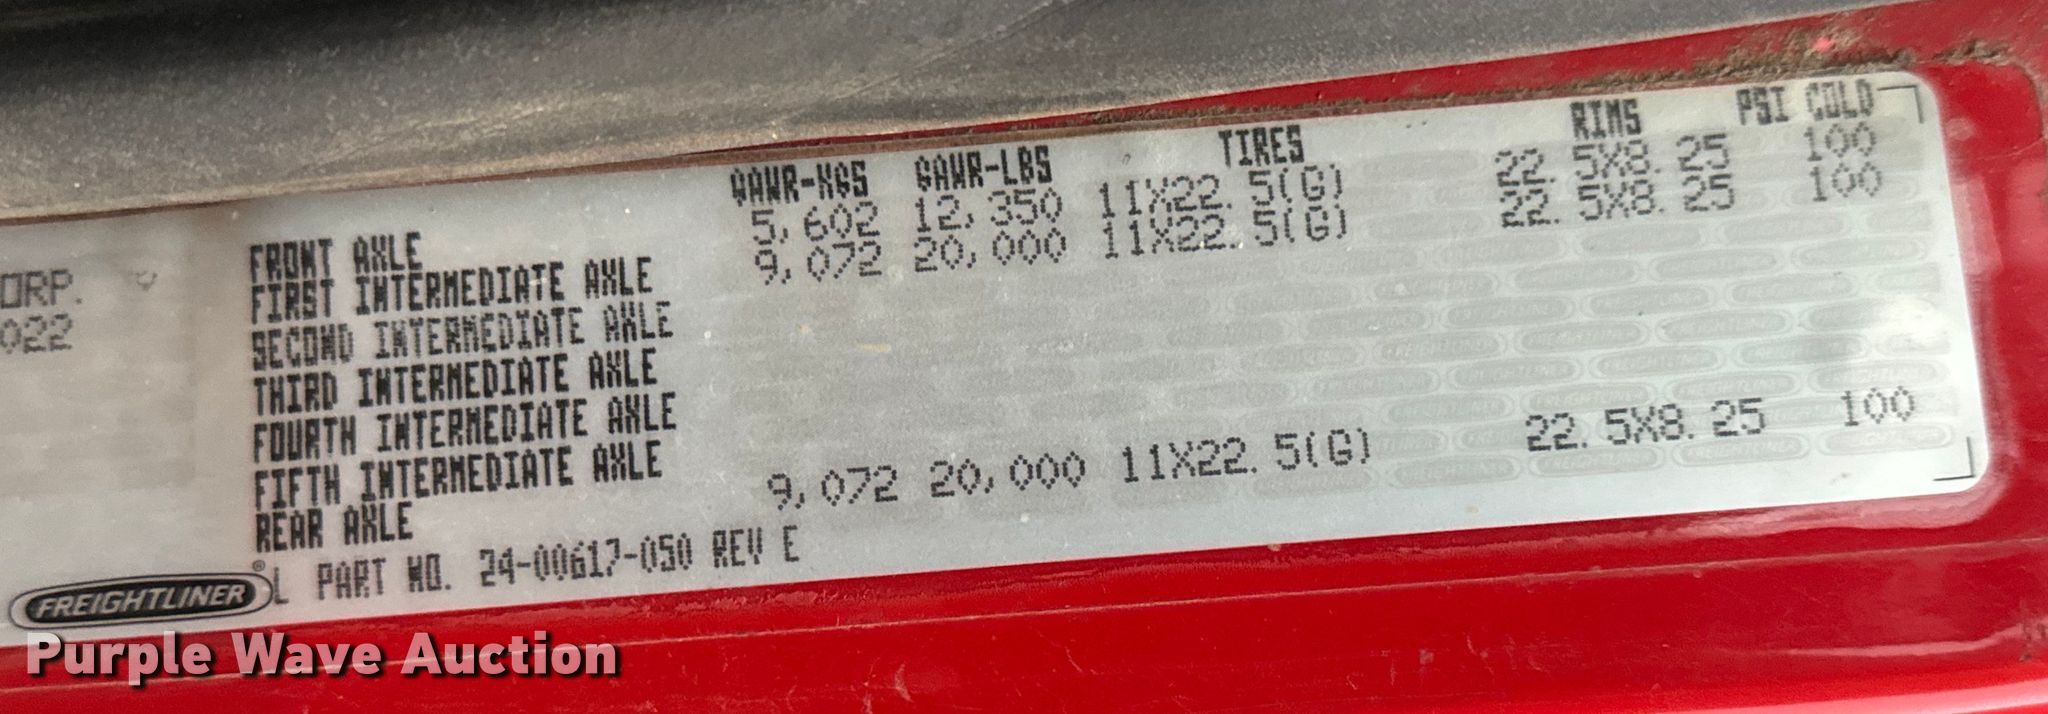 GAWR-KGS GAWR-LBS TIRES RIMS PSI COLD
FRONT AXLE 5,602 12,350 11X22.5(G) 22.5X8.25 100
FIRST INTERMEDIATE AXLE 9,072 20,000 11X22.5(G) 22.5X8.25 100
SECOND INTERMEDIATE AXLE
THIRD INTERMEDIATE AXLE
FOURTH INTERMEDIATE AXLE
FIFTH INTERMEDIATE AXLE
REAR AXLE 9,072 20,000 11X22.5(G) 22.5X8.25 100
ORP.
022
L PART NO. 24-00617-050 REV E
FREIGHTLINER®
Purple Wave Auction